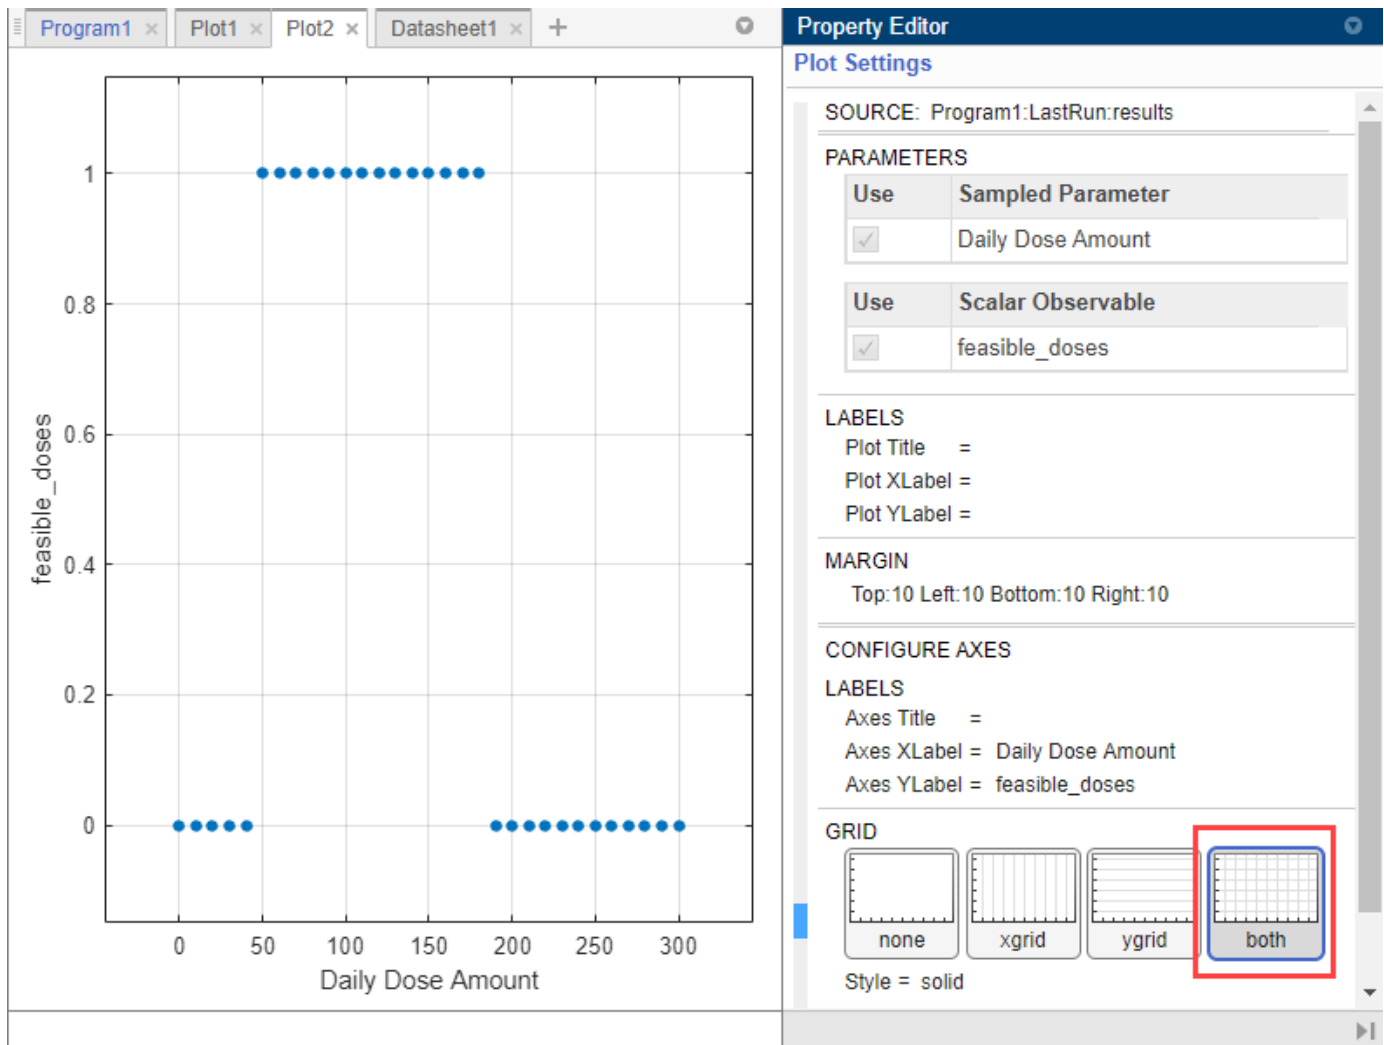 Program1 × Plot1 × Plot2 × Datasheet1 × +
1
0.8
0.6
0.4
0.2
0
feasible_doses
0 50 100 150 200 250 300
Daily Dose Amount
Property Editor
Plot Settings
SOURCE: Program1:LastRun:results
PARAMETERS
Use Sampled Parameter
Daily Dose Amount
Use Scalar Observable
feasible_doses
LABELS
Plot Title =
Plot XLabel =
Plot YLabel =
MARGIN
Top:10 Left:10 Bottom:10 Right:10
CONFIGURE AXES
LABELS
Axes Title =
Axes XLabel = Daily Dose Amount
Axes YLabel = feasible_doses
GRID
none xgrid ygrid both
Style = solid